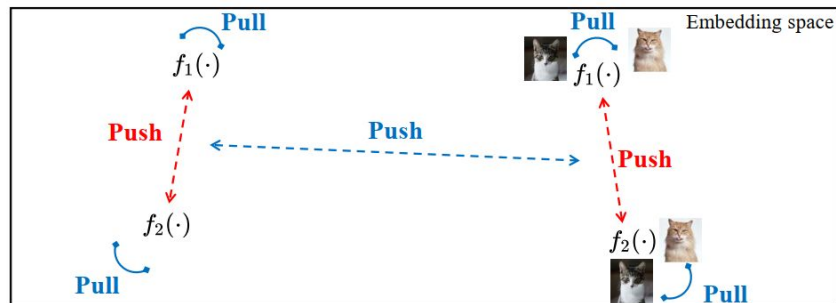 Pull
Pull
Embedding space
f₁(·)
f₁(·)
Push
Push
Push
f₂(·)
f₂(·)
Pull
Pull